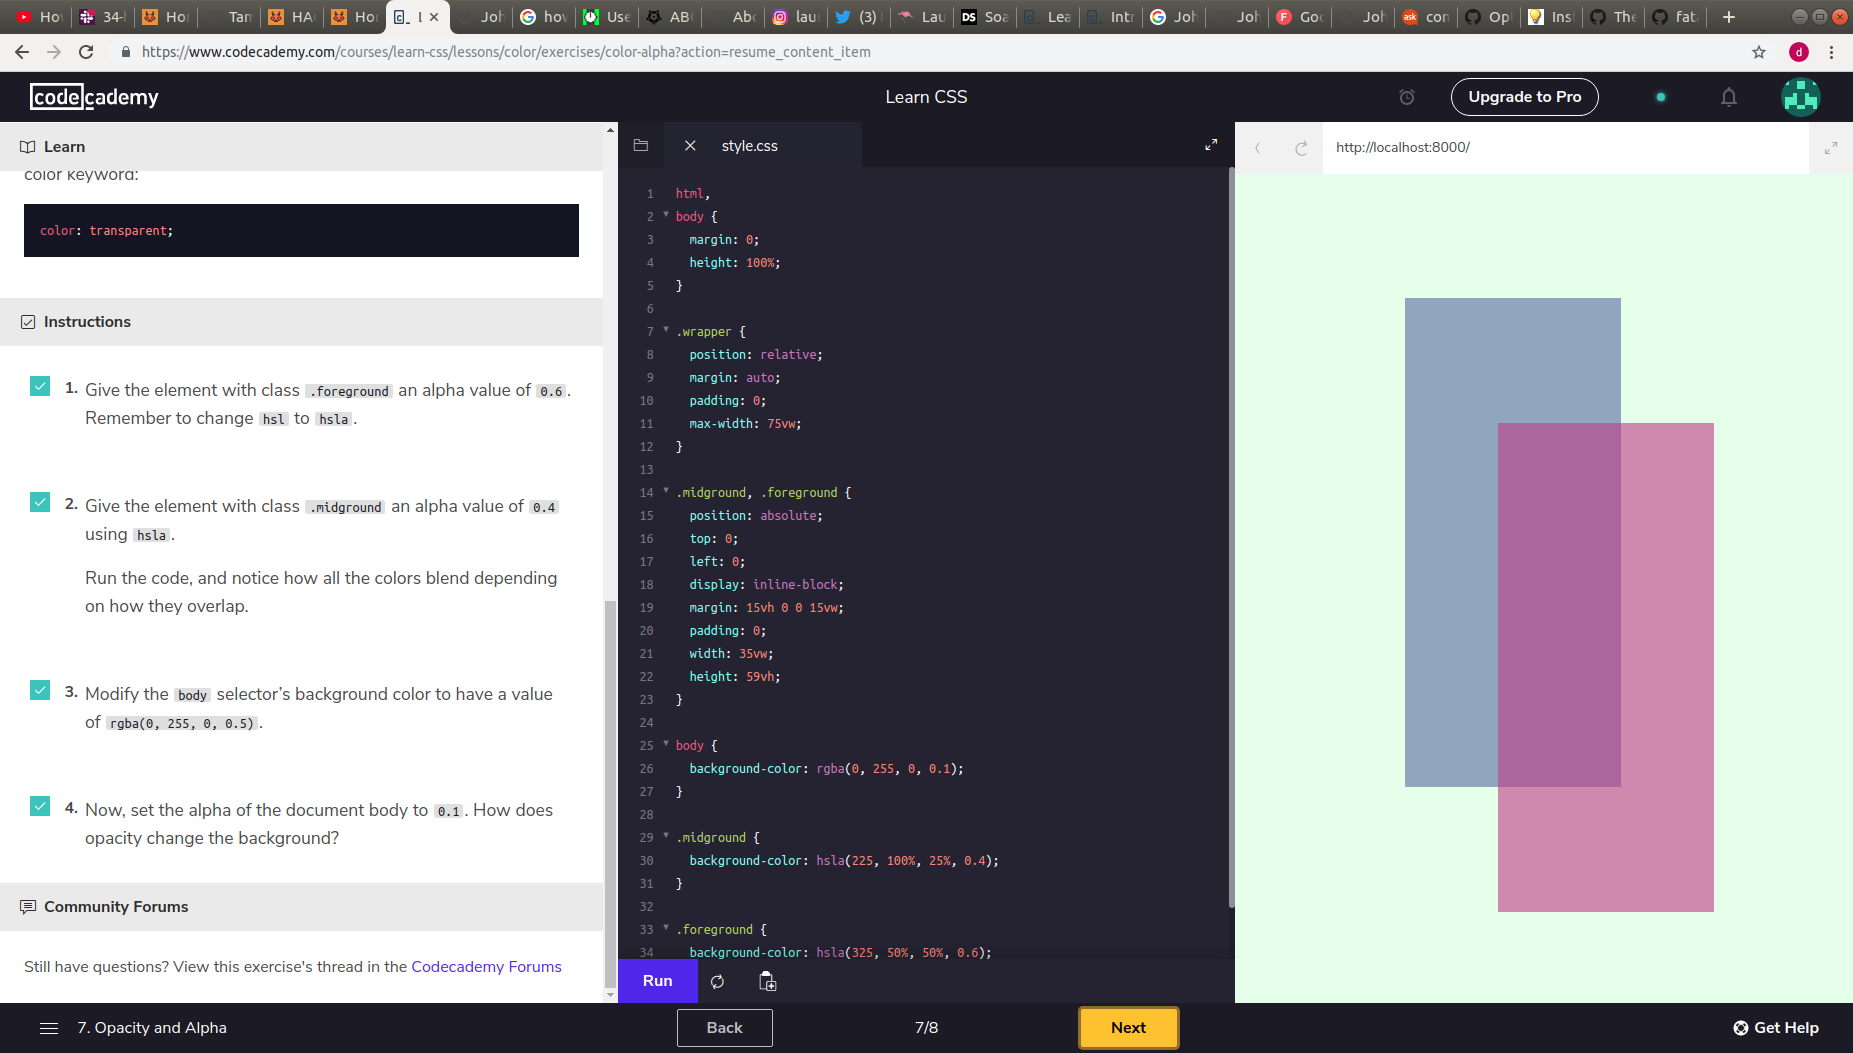 Hov
34-
Hor
Tan
HA
Hor
Joh
hov
Use
AB
Abc
lau
(3)
Lau
Soa
Lea
Intr
Joh
Joh
Goo
Joh
con
Opi
Ins
The
fat
https://www.codecademy.com/courses/learn-css/lessons/color/exercises/color-alpha?action=resume_content_item
d
codecademy
Learn CSS
Upgrade to Pro
Learn
color keyword:
color: transparent;
Instructions
1. Give the element with class .foreground an alpha value of 0.6.
Remember to change hsl to hsla.
2. Give the element with class .midground an alpha value of 0.4
using hsla.
Run the code, and notice how all the colors blend depending
on how they overlap.
3. Modify the body selector’s background color to have a value
of rgba(0, 255, 0, 0.5).
4. Now, set the alpha of the document body to 0.1. How does
opacity change the background?
Community Forums
Still have questions? View this exercise's thread in the Codecademy Forums
style.css
1 html,
2 body {
3 margin: 0;
4 height: 100%;
5 }
6
7 .wrapper {
8 position: relative;
9 margin: auto;
10 padding: 0;
11 max-width: 75vw;
12 }
13
14 .midground, .foreground {
15 position: absolute;
16 top: 0;
17 left: 0;
18 display: inline-block;
19 margin: 15vh 0 0 15vw;
20 padding: 0;
21 width: 35vw;
22 height: 59vh;
23 }
24
25 body {
26 background-color: rgba(0, 255, 0, 0.1);
27 }
28
29 .midground {
30 background-color: hsla(225, 100%, 25%, 0.4);
31 }
32
33 .foreground {
34 background-color: hsla(325, 50%, 50%, 0.6);
Run
http://localhost:8000/
7. Opacity and Alpha
Back
7/8
Next
Get Help